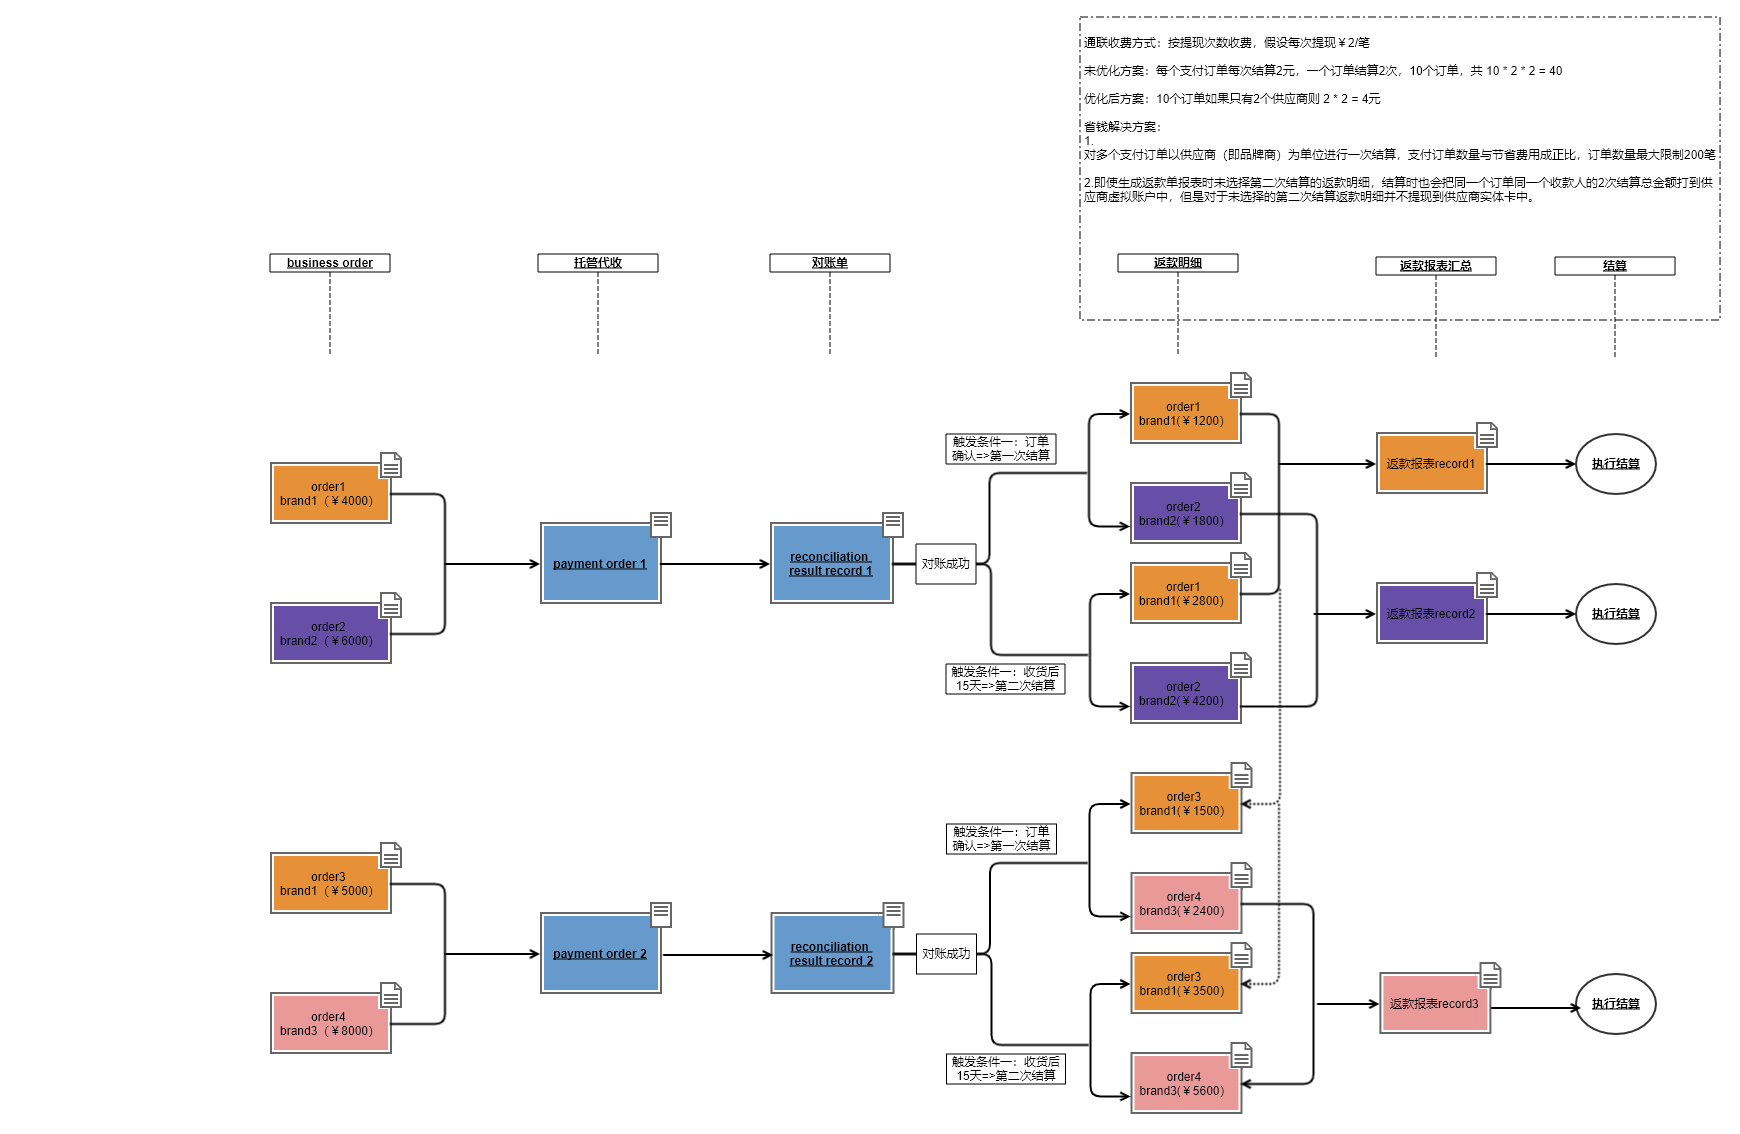 通联收费方式：按提现次数收费，假设每次提现￥2/笔
未优化方案：每个支付订单每次结算2元，一个订单结算2次，10个订单，共 10 * 2 * 2 = 40
优化后方案：10个订单如果只有2个供应商则 2 * 2 = 4元
省钱解决方案：
1.
对多个支付订单以供应商（即品牌商）为单位进行一次结算，支付订单数量与节省费用成正比，订单数量最大限制200笔
2.即使生成返款单报表时未选择第二次结算的返款明细，结算时也会把同一个订单同一个收款人的2次结算总金额打到供
应商虚拟账户中，但是对于未选择的第二次结算返款明细并不提现到供应商实体卡中。
business order
托管代收
对账单
返款明细
返款报表汇总
结算
order1
brand1（￥4000）
order2
brand2（￥6000）
payment order 1
reconciliation
result record 1
对账成功
触发条件一：订单
确认=>第一次结算
触发条件一：收货后
15天=>第二次结算
order1
brand1(￥1200）
order2
brand2(￥1800）
order1
brand1(￥2800）
order2
brand2(￥4200）
返款报表record1
执行结算
返款报表record2
执行结算
order3
brand1（￥5000）
order4
brand3（￥8000）
payment order 2
reconciliation
result record 2
对账成功
触发条件一：订单
确认=>第一次结算
触发条件一：收货后
15天=>第二次结算
order3
brand1(￥1500）
order4
brand3(￥2400）
order3
brand1(￥3500）
order4
brand3(￥5600）
返款报表record3
执行结算